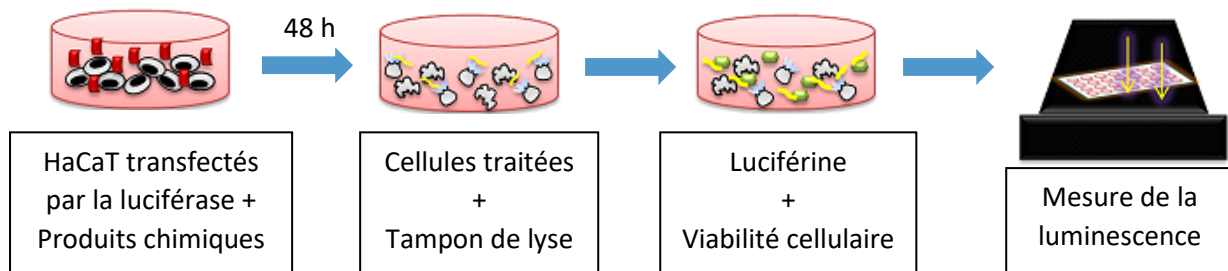 48 h
HaCaT transfectés
par la luciférase +
Produits chimiques
Cellules traitées
+
Tampon de lyse
Luciférine
+
Viabilité cellulaire
Mesure de la
luminescence